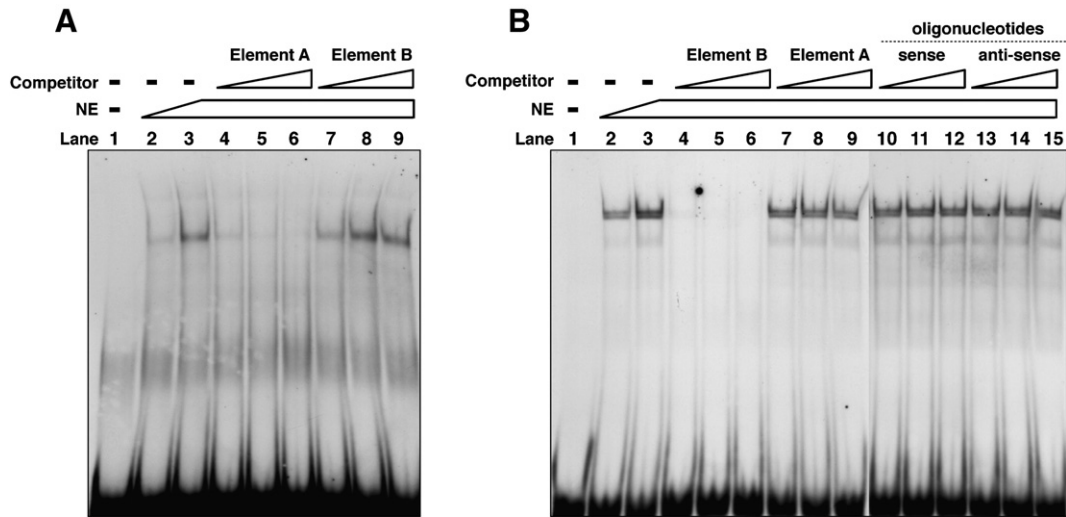 A
Element A Element B
Competitor - - -
NE -
Lane 1 2 3 4 5 6 7 8 9
B
oligonucleotides
Element B Element A sense anti-sense
Competitor - - -
NE -
Lane 1 2 3 4 5 6 7 8 9 10 11 12 13 14 15